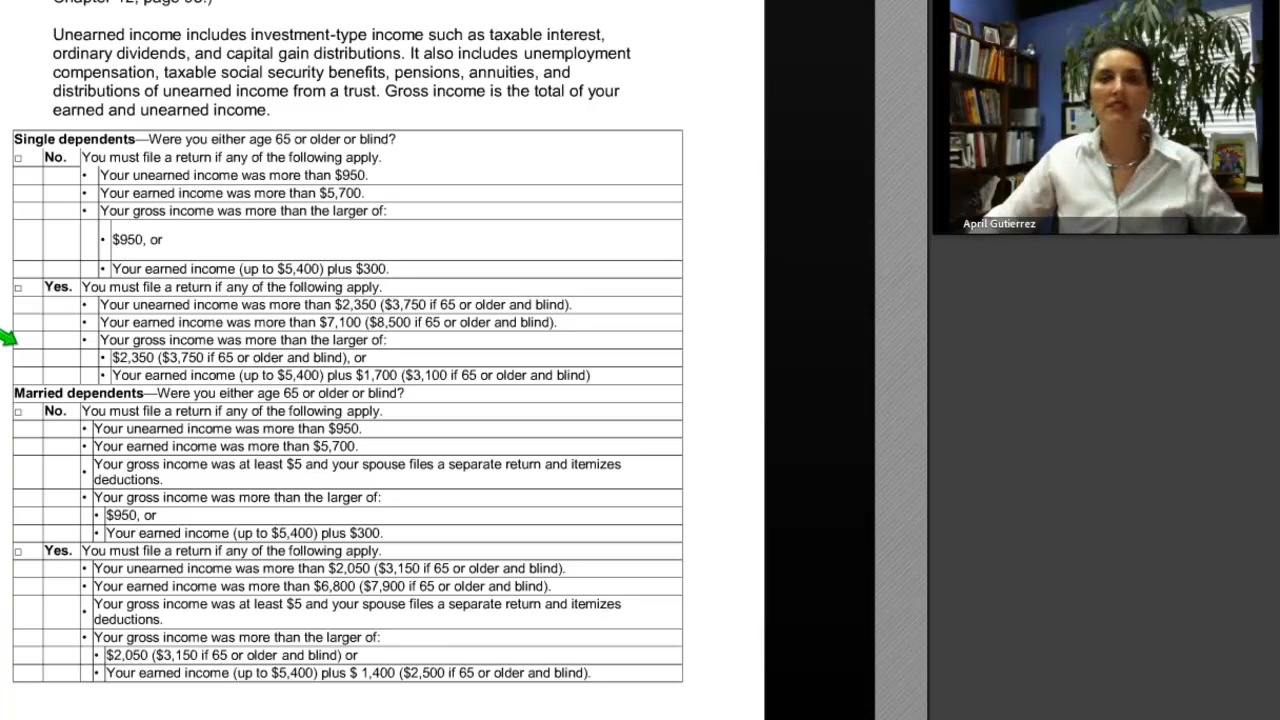 Unearned income includes investment-type income such as taxable interest,
ordinary dividends, and capital gain distributions. It also includes unemployment
compensation, taxable social security benefits, pensions, annuities, and
distributions of unearned income from a trust. Gross income is the total of your
earned and unearned income.
Single dependents—Were you either age 65 or older or blind?
□ No. You must file a return if any of the following apply.
• Your unearned income was more than $950.
• Your earned income was more than $5,700.
• Your gross income was more than the larger of:
• $950, or
• Your earned income (up to $5,400) plus $300.
□ Yes. You must file a return if any of the following apply.
• Your unearned income was more than $2,350 ($3,750 if 65 or older and blind).
• Your earned income was more than $7,100 ($8,500 if 65 or older and blind).
• Your gross income was more than the larger of:
• $2,350 ($3,750 if 65 or older and blind), or
• Your earned income (up to $5,400) plus $1,700 ($3,100 if 65 or older and blind)
Married dependents—Were you either age 65 or older or blind?
□ No. You must file a return if any of the following apply.
• Your unearned income was more than $950.
• Your earned income was more than $5,700.
• Your gross income was at least $5 and your spouse files a separate return and itemizes
deductions.
• Your gross income was more than the larger of:
• $950, or
• Your earned income (up to $5,400) plus $300.
□ Yes. You must file a return if any of the following apply.
• Your unearned income was more than $2,050 ($3,150 if 65 or older and blind).
• Your earned income was more than $6,800 ($7,900 if 65 or older and blind).
• Your gross income was at least $5 and your spouse files a separate return and itemizes
deductions.
• Your gross income was more than the larger of:
• $2,050 ($3,150 if 65 or older and blind) or
• Your earned income (up to $5,400) plus $ 1,400 ($2,500 if 65 or older and blind).
April Gutierrez